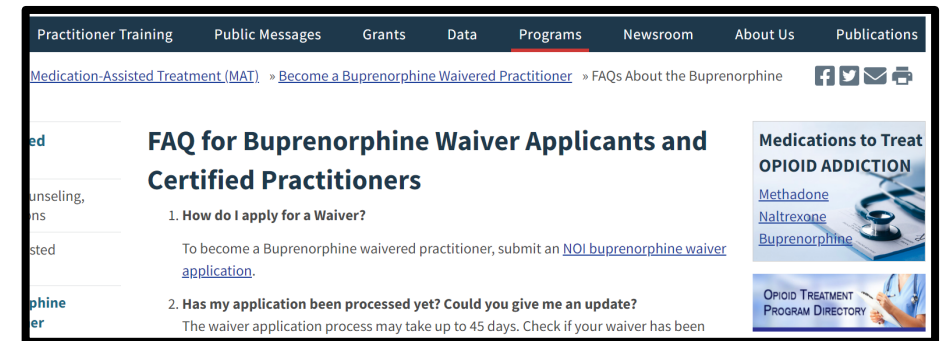 Practitioner Training Public Messages Grants Data Programs Newsroom About Us Publications
Medication-Assisted Treatment (MAT) » Become a Buprenorphine Waivered Practitioner » FAQs About the Buprenorphine
ed
unseling,
ns
sted
phine
er
FAQ for Buprenorphine Waiver Applicants and
Certified Practitioners
1. How do I apply for a Waiver?
To become a Buprenorphine waivered practitioner, submit an NOI buprenorphine waiver
application.
2. Has my application been processed yet? Could you give me an update?
The waiver application process may take up to 45 days. Check if your waiver has been
Medications to Treat
OPIOID ADDICTION
Methadone
Naltrexone
Buprenorphine
OPIOID TREATMENT
PROGRAM DIRECTORY